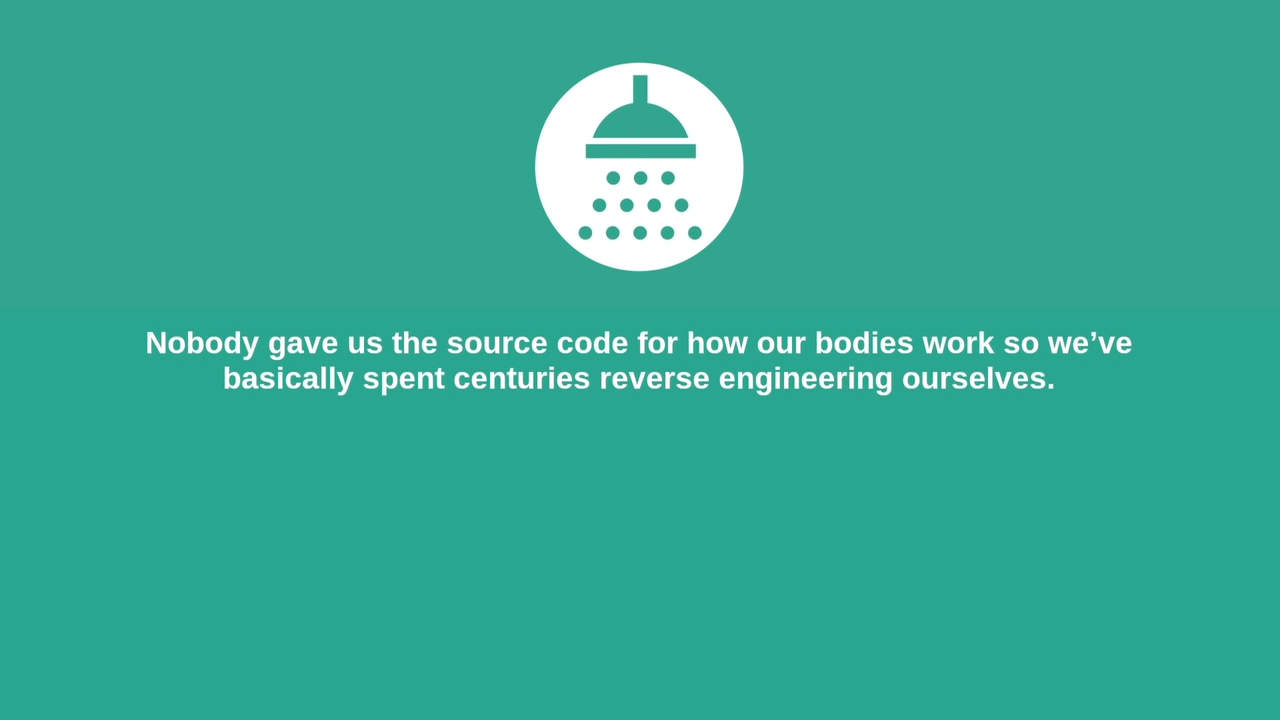 Nobody gave us the source code for how our bodies work so we’ve
basically spent centuries reverse engineering ourselves.